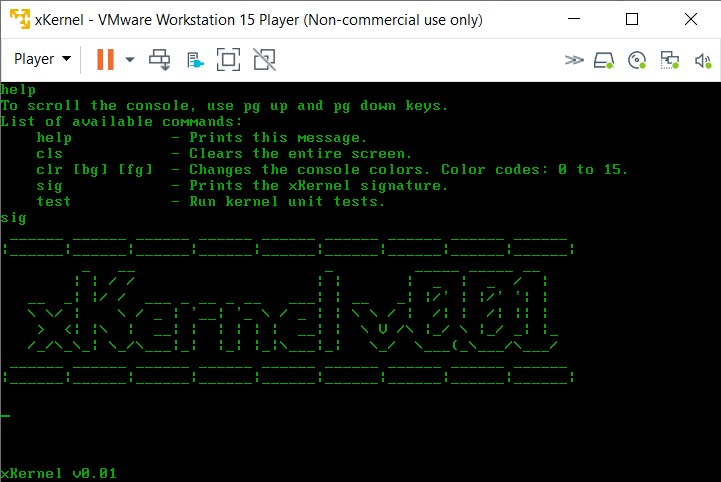 xKernel - VMware Workstation 15 Player (Non-commercial use only)
Player
help
To scroll the console, use pg up and pg down keys.
List of available commands:
help - Prints this message.
cls - Clears the entire screen.
clr [bg] [fg] - Changes the console colors. Color codes: 0 to 15.
sig - Prints the xKernel signature.
test - Run kernel unit tests.
sig
xKernel v0.01
xKernel v0.01